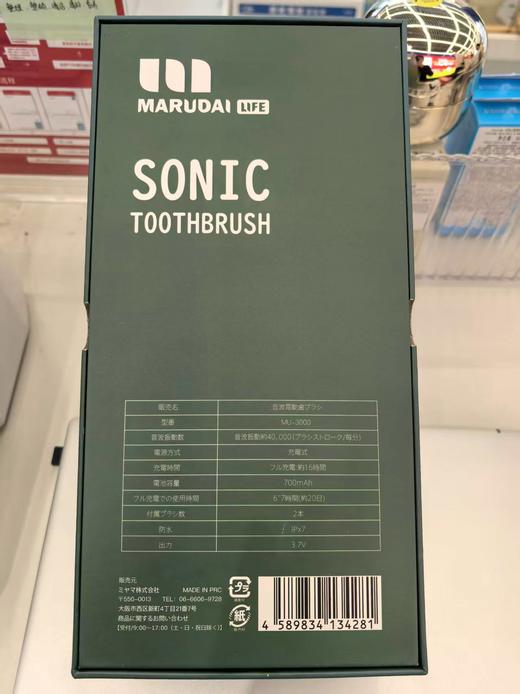 MARUDAI LIFE
SONIC
TOOTHBRUSH
販売名 音波電動歯ブラシ
型番 MU-3000
音波振動数 音波振動約40,000(ブラシストローク/毎分)
電源方式 充電式
充電時間 フル充電:約16時間
電池容量 700mAh
フル充電での使用時間 6~7時間(約20日)
付属ブラシ数 2本
防水 IPx7
出力 3.7V
販売元
ミヤマ株式会社 MADE IN PRC
〒550-0013 TEL: 06-6606-9728
大阪市西区新町4丁目21番7号
商品に関するお問い合わせ
【受付/9:00~17:00(土・日・祝日除く)】
プラ
紙
4 589834 134281